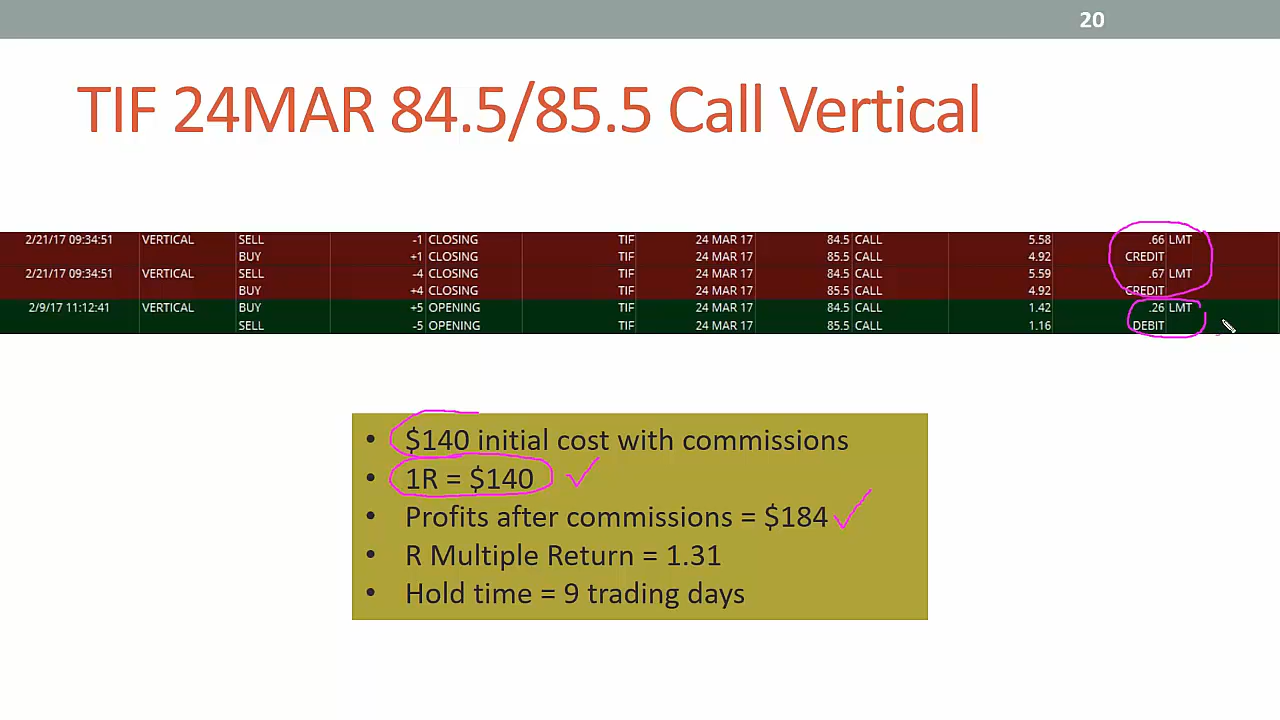 20
TIF 24MAR 84.5/85.5 Call Vertical
2/21/17 09:34:51 VERTICAL SELL -1 CLOSING TIF 24 MAR 17 84.5 CALL 5.58 .66 LMT
BUY +1 CLOSING TIF 24 MAR 17 85.5 CALL 4.92 CREDIT
2/21/17 09:34:51 VERTICAL SELL -4 CLOSING TIF 24 MAR 17 84.5 CALL 5.59 .67 LMT
BUY +4 CLOSING TIF 24 MAR 17 85.5 CALL 4.92 CREDIT
2/9/17 11:12:41 VERTICAL BUY +5 OPENING TIF 24 MAR 17 84.5 CALL 1.42 .26 LMT
SELL -5 OPENING TIF 24 MAR 17 85.5 CALL 1.16 DEBIT
• $140 initial cost with commissions
• 1R = $140
• Profits after commissions = $184
• R Multiple Return = 1.31
• Hold time = 9 trading days